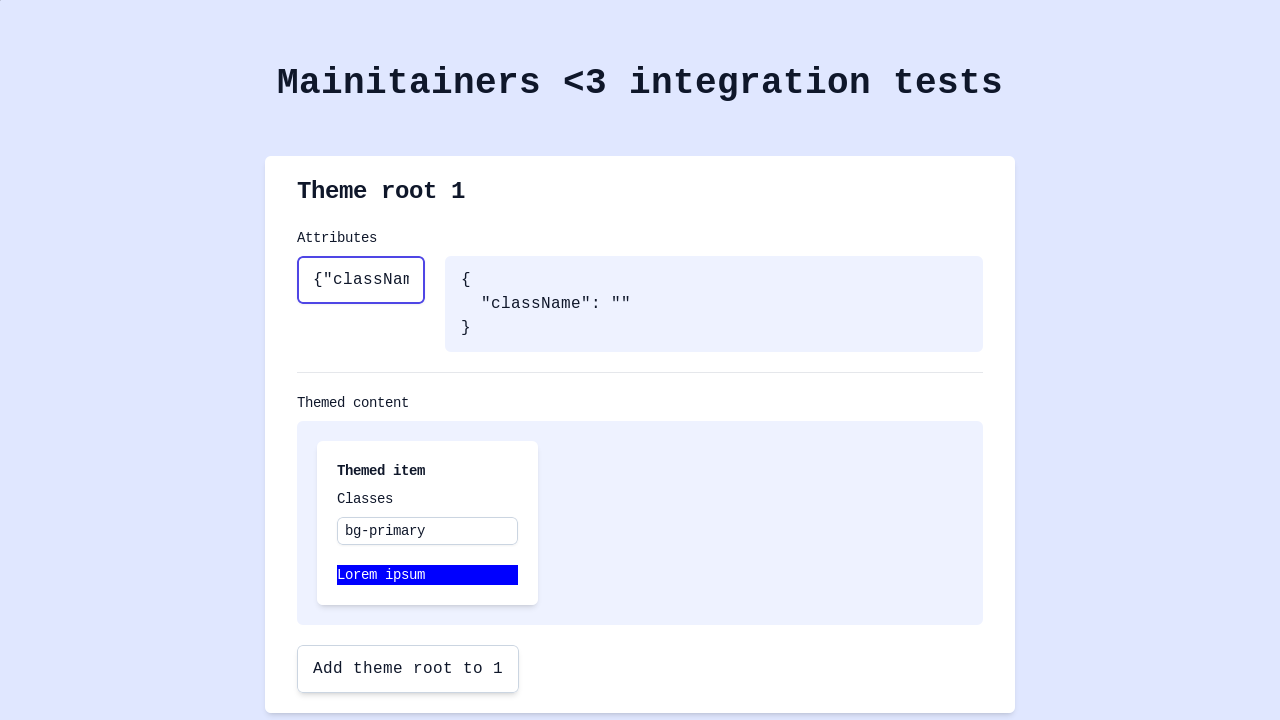 Mainitainers <3 integration tests
Theme root 1
Attributes
{"classNam
{
"className": ""
}
Themed content
Themed item
Classes
bg-primary
Lorem ipsum
Add theme root to 1